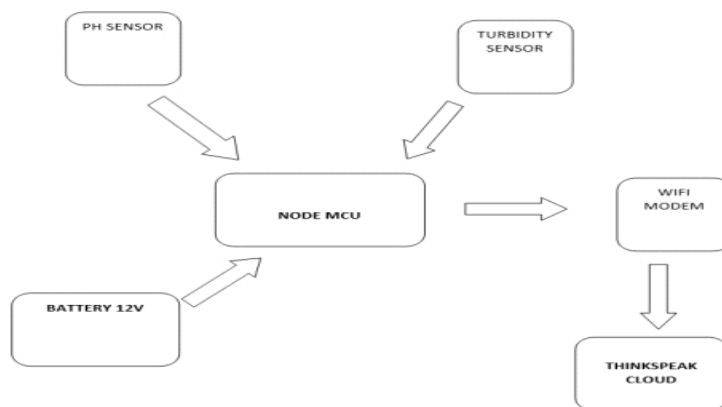 PH SENSOR
TURBIDITY
SENSOR
NODE MCU
WIFI
MODEM
BATTERY 12V
THINKSPEAK
CLOUD